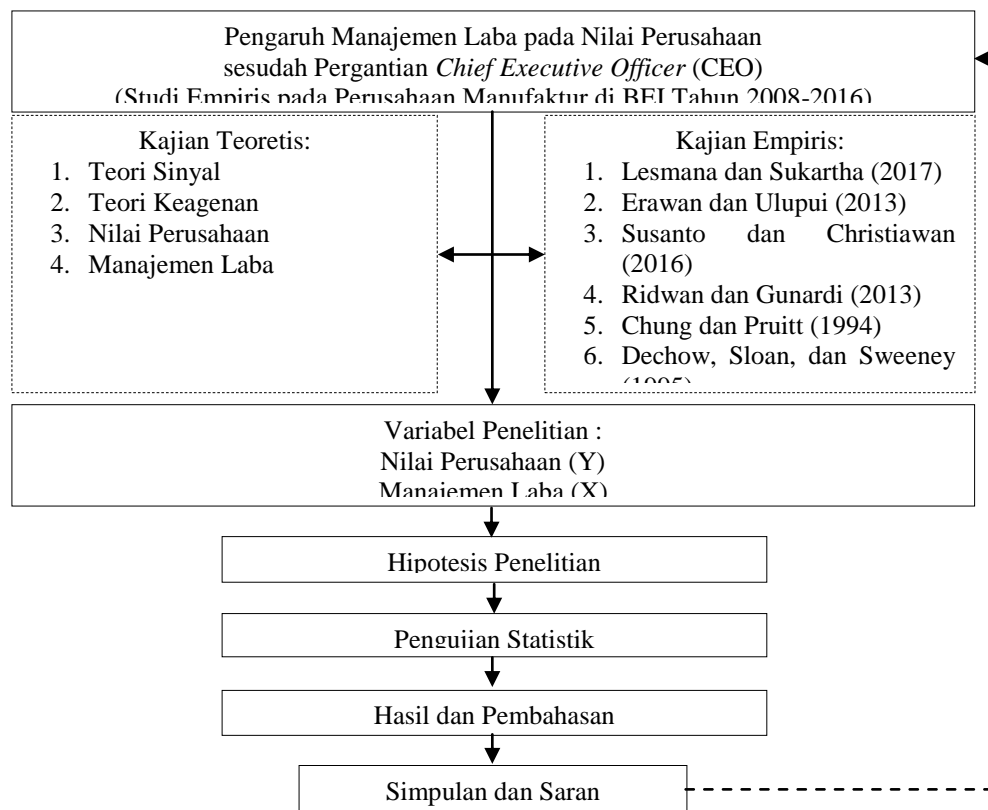 Pengaruh Manajemen Laba pada Nilai Perusahaan
sesudah Pergantian Chief Executive Officer (CEO)
(Studi Empiris pada Perusahaan Manufaktur di BEI Tahun 2008-2016)
Kajian Teoretis:
1. Teori Sinyal
2. Teori Keagenan
3. Nilai Perusahaan
4. Manajemen Laba
Kajian Empiris:
1. Lesmana dan Sukartha (2017)
2. Erawan dan Ulupui (2013)
3. Susanto dan Christiawan
(2016)
4. Ridwan dan Gunardi (2013)
5. Chung dan Pruitt (1994)
6. Dechow, Sloan, dan Sweeney
(1995)
Variabel Penelitian :
Nilai Perusahaan (Y)
Manajemen Laba (X)
Hipotesis Penelitian
Pengujian Statistik
Hasil dan Pembahasan
Simpulan dan Saran